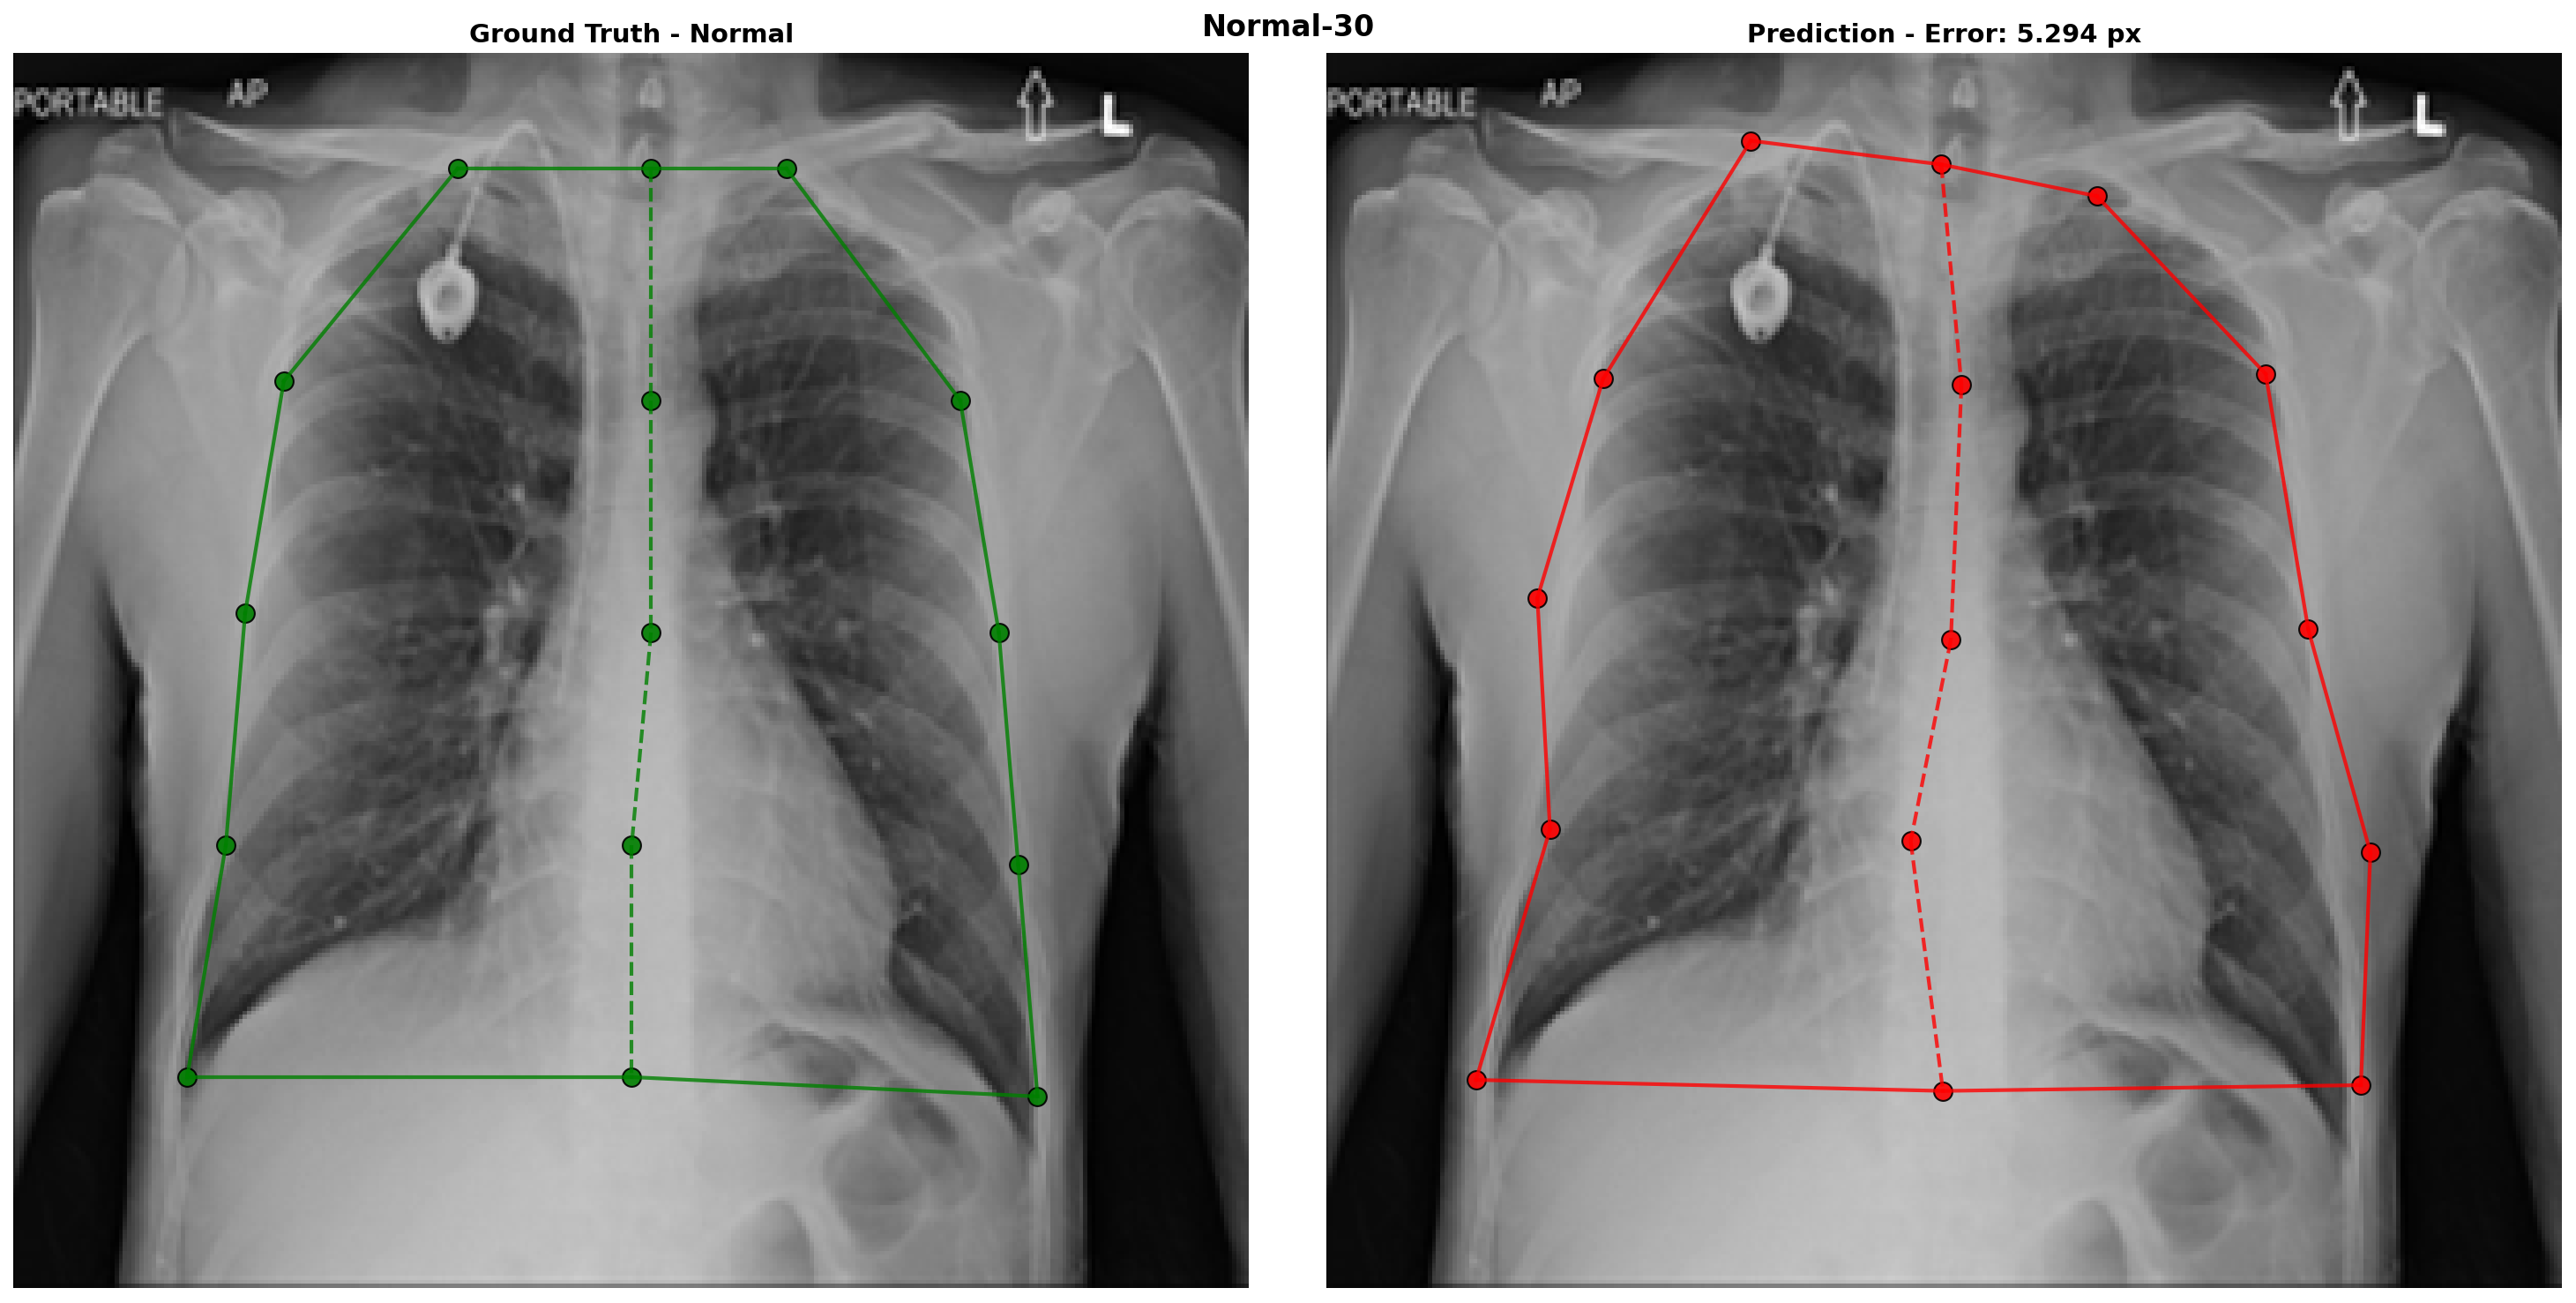 Normal-30
Ground Truth - Normal
Prediction - Error: 5.294 px
PORTABLE AP L
PORTABLE AP L